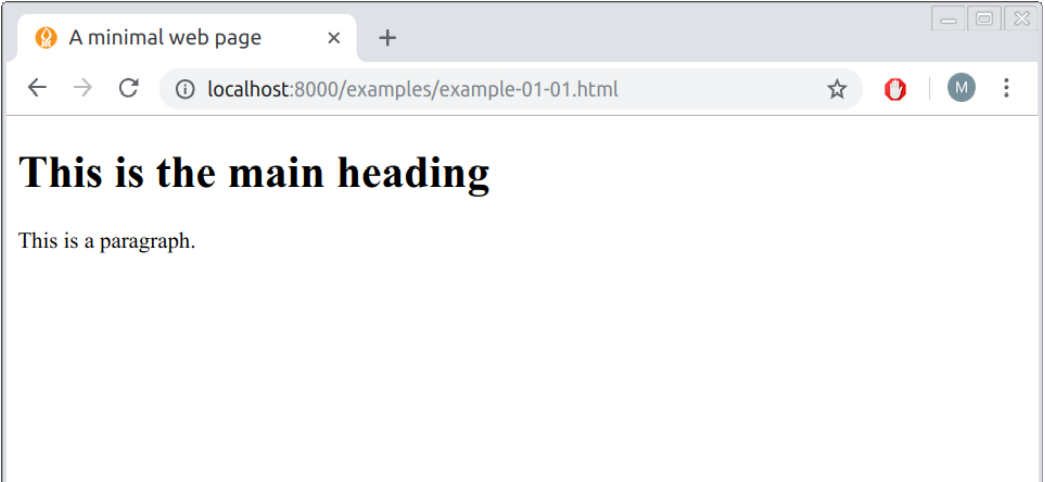 A minimal web page
localhost:8000/examples/example-01-01.html
M
This is the main heading
This is a paragraph.